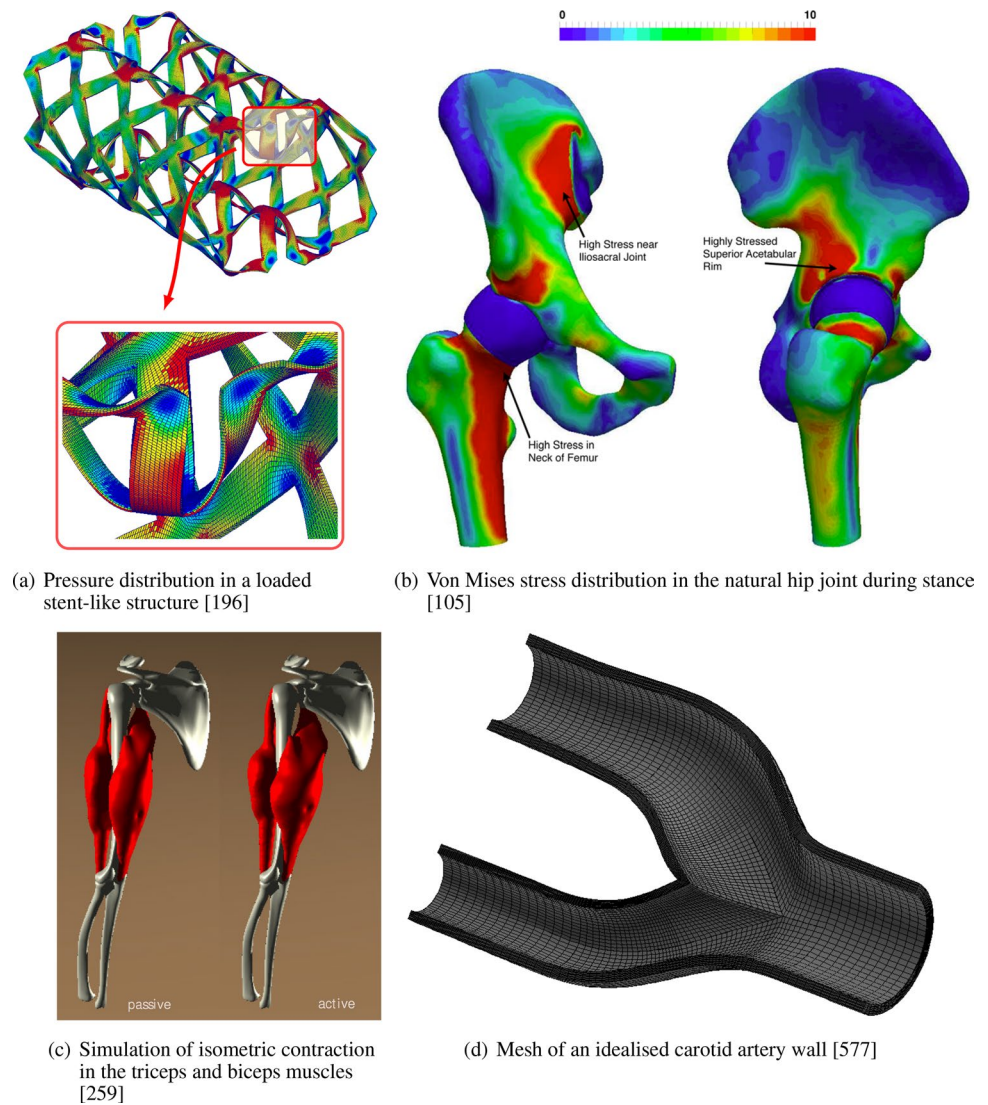 0 10
High Stress near
Iliosacral Joint
Highly Stressed
Superior Acetabular
Rim
High Stress in
Neck of Femur
(a) Pressure distribution in a loaded
stent-like structure [196]
(b) Von Mises stress distribution in the natural hip joint during stance
[105]
passive
active
(c) Simulation of isometric contraction
in the triceps and biceps muscles
[259]
(d) Mesh of an idealised carotid artery wall [577]